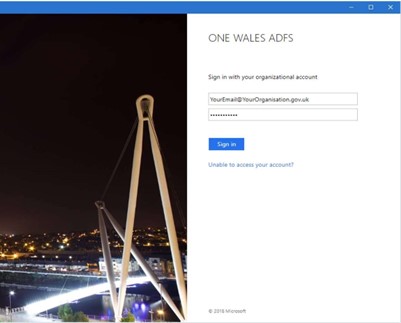 ONE WALES ADFS
Sign in with your organizational account
YourEmail@YourOrganisation.gov.uk
•••••••••••
Sign in
Unable to access your account?
© 2016 Microsoft